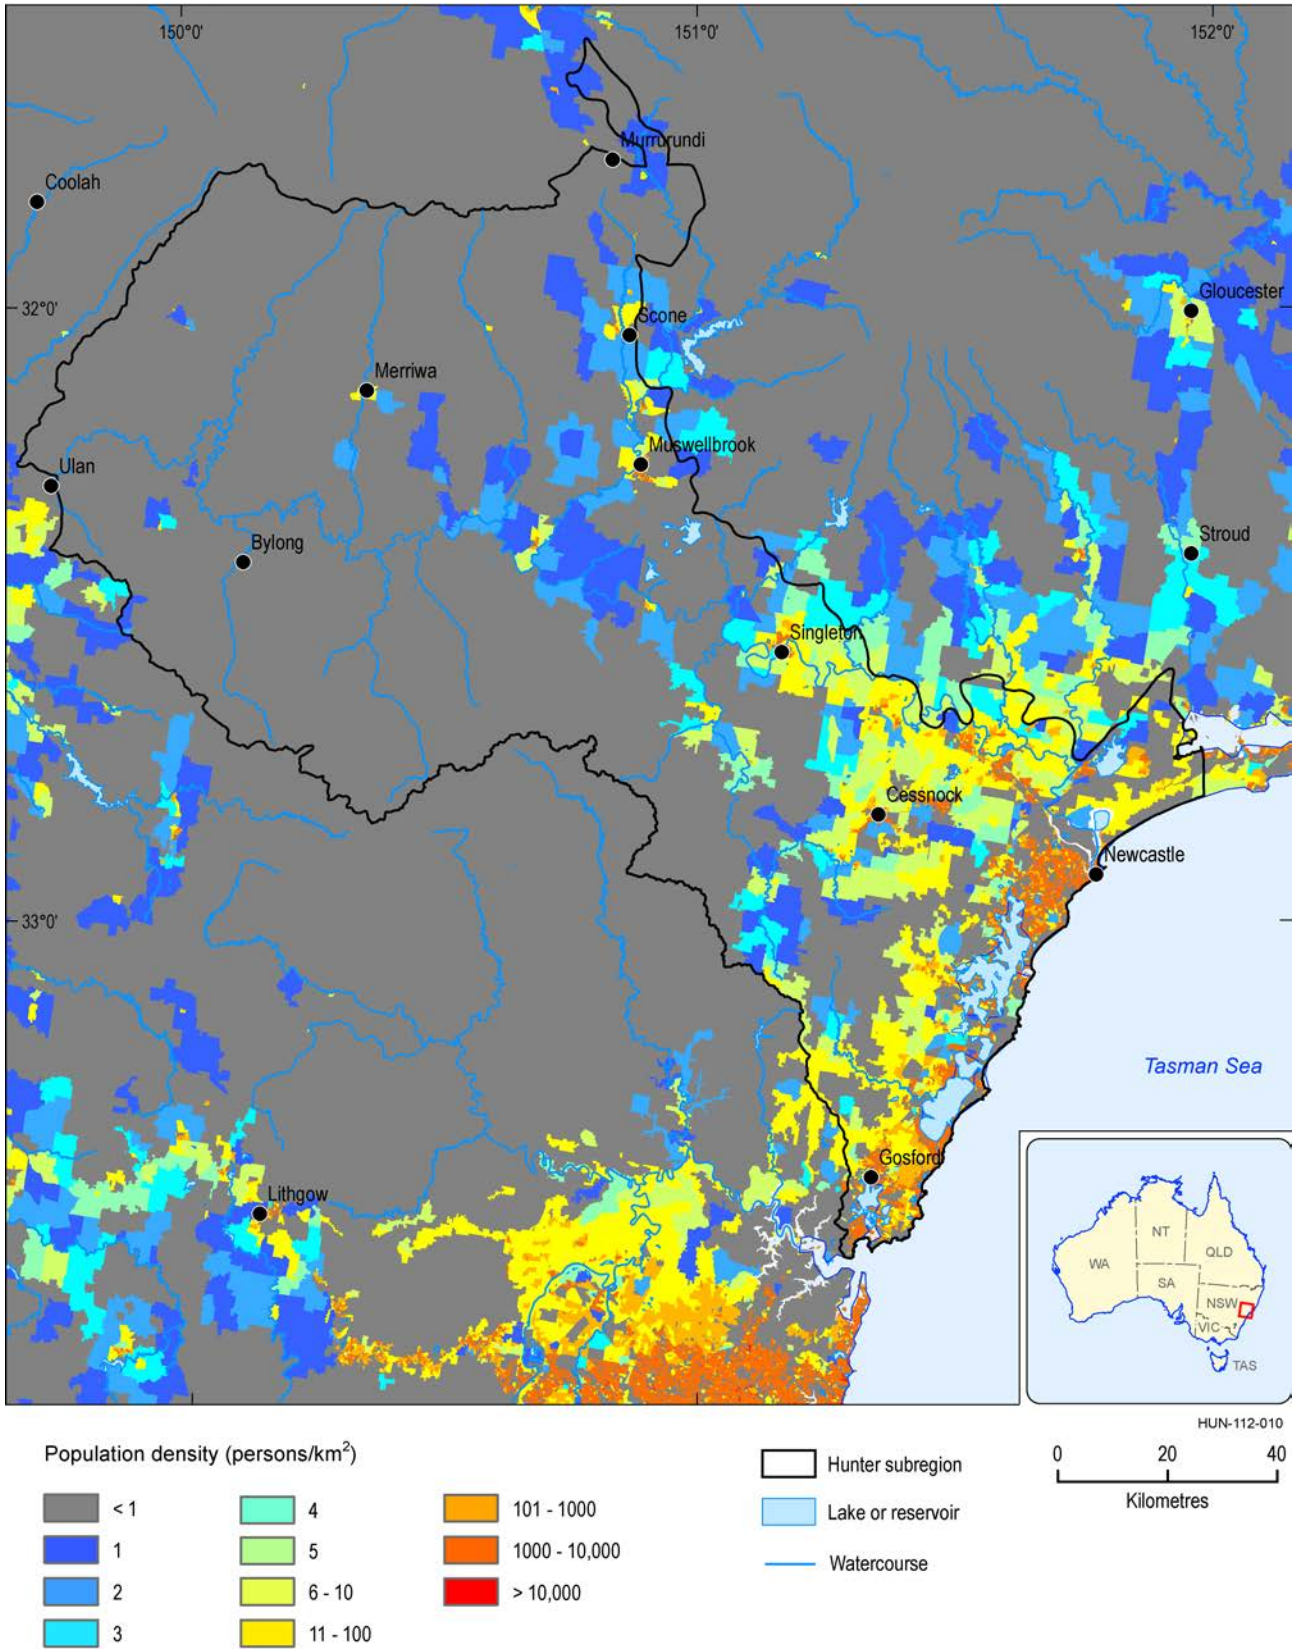 150°0'
151°0'
152°0'
Murrurundi
Coolah
32°0'
Gloucester
Scone
Merriwa
Muswellbrook
Ulan
Bylong
Stroud
Singleton
Cessnock
Newcastle
33°0'
Tasman Sea
Gosford
Lithgow
NT
QLD
WA
SA
NSW
VIC
TAS
HUN-112-010
Population density (persons/km²)
< 1
1
2
3
4
5
6 - 10
11 - 100
101 - 1000
1000 - 10,000
> 10,000
Hunter subregion
Lake or reservoir
Watercourse
0 20 40
Kilometres